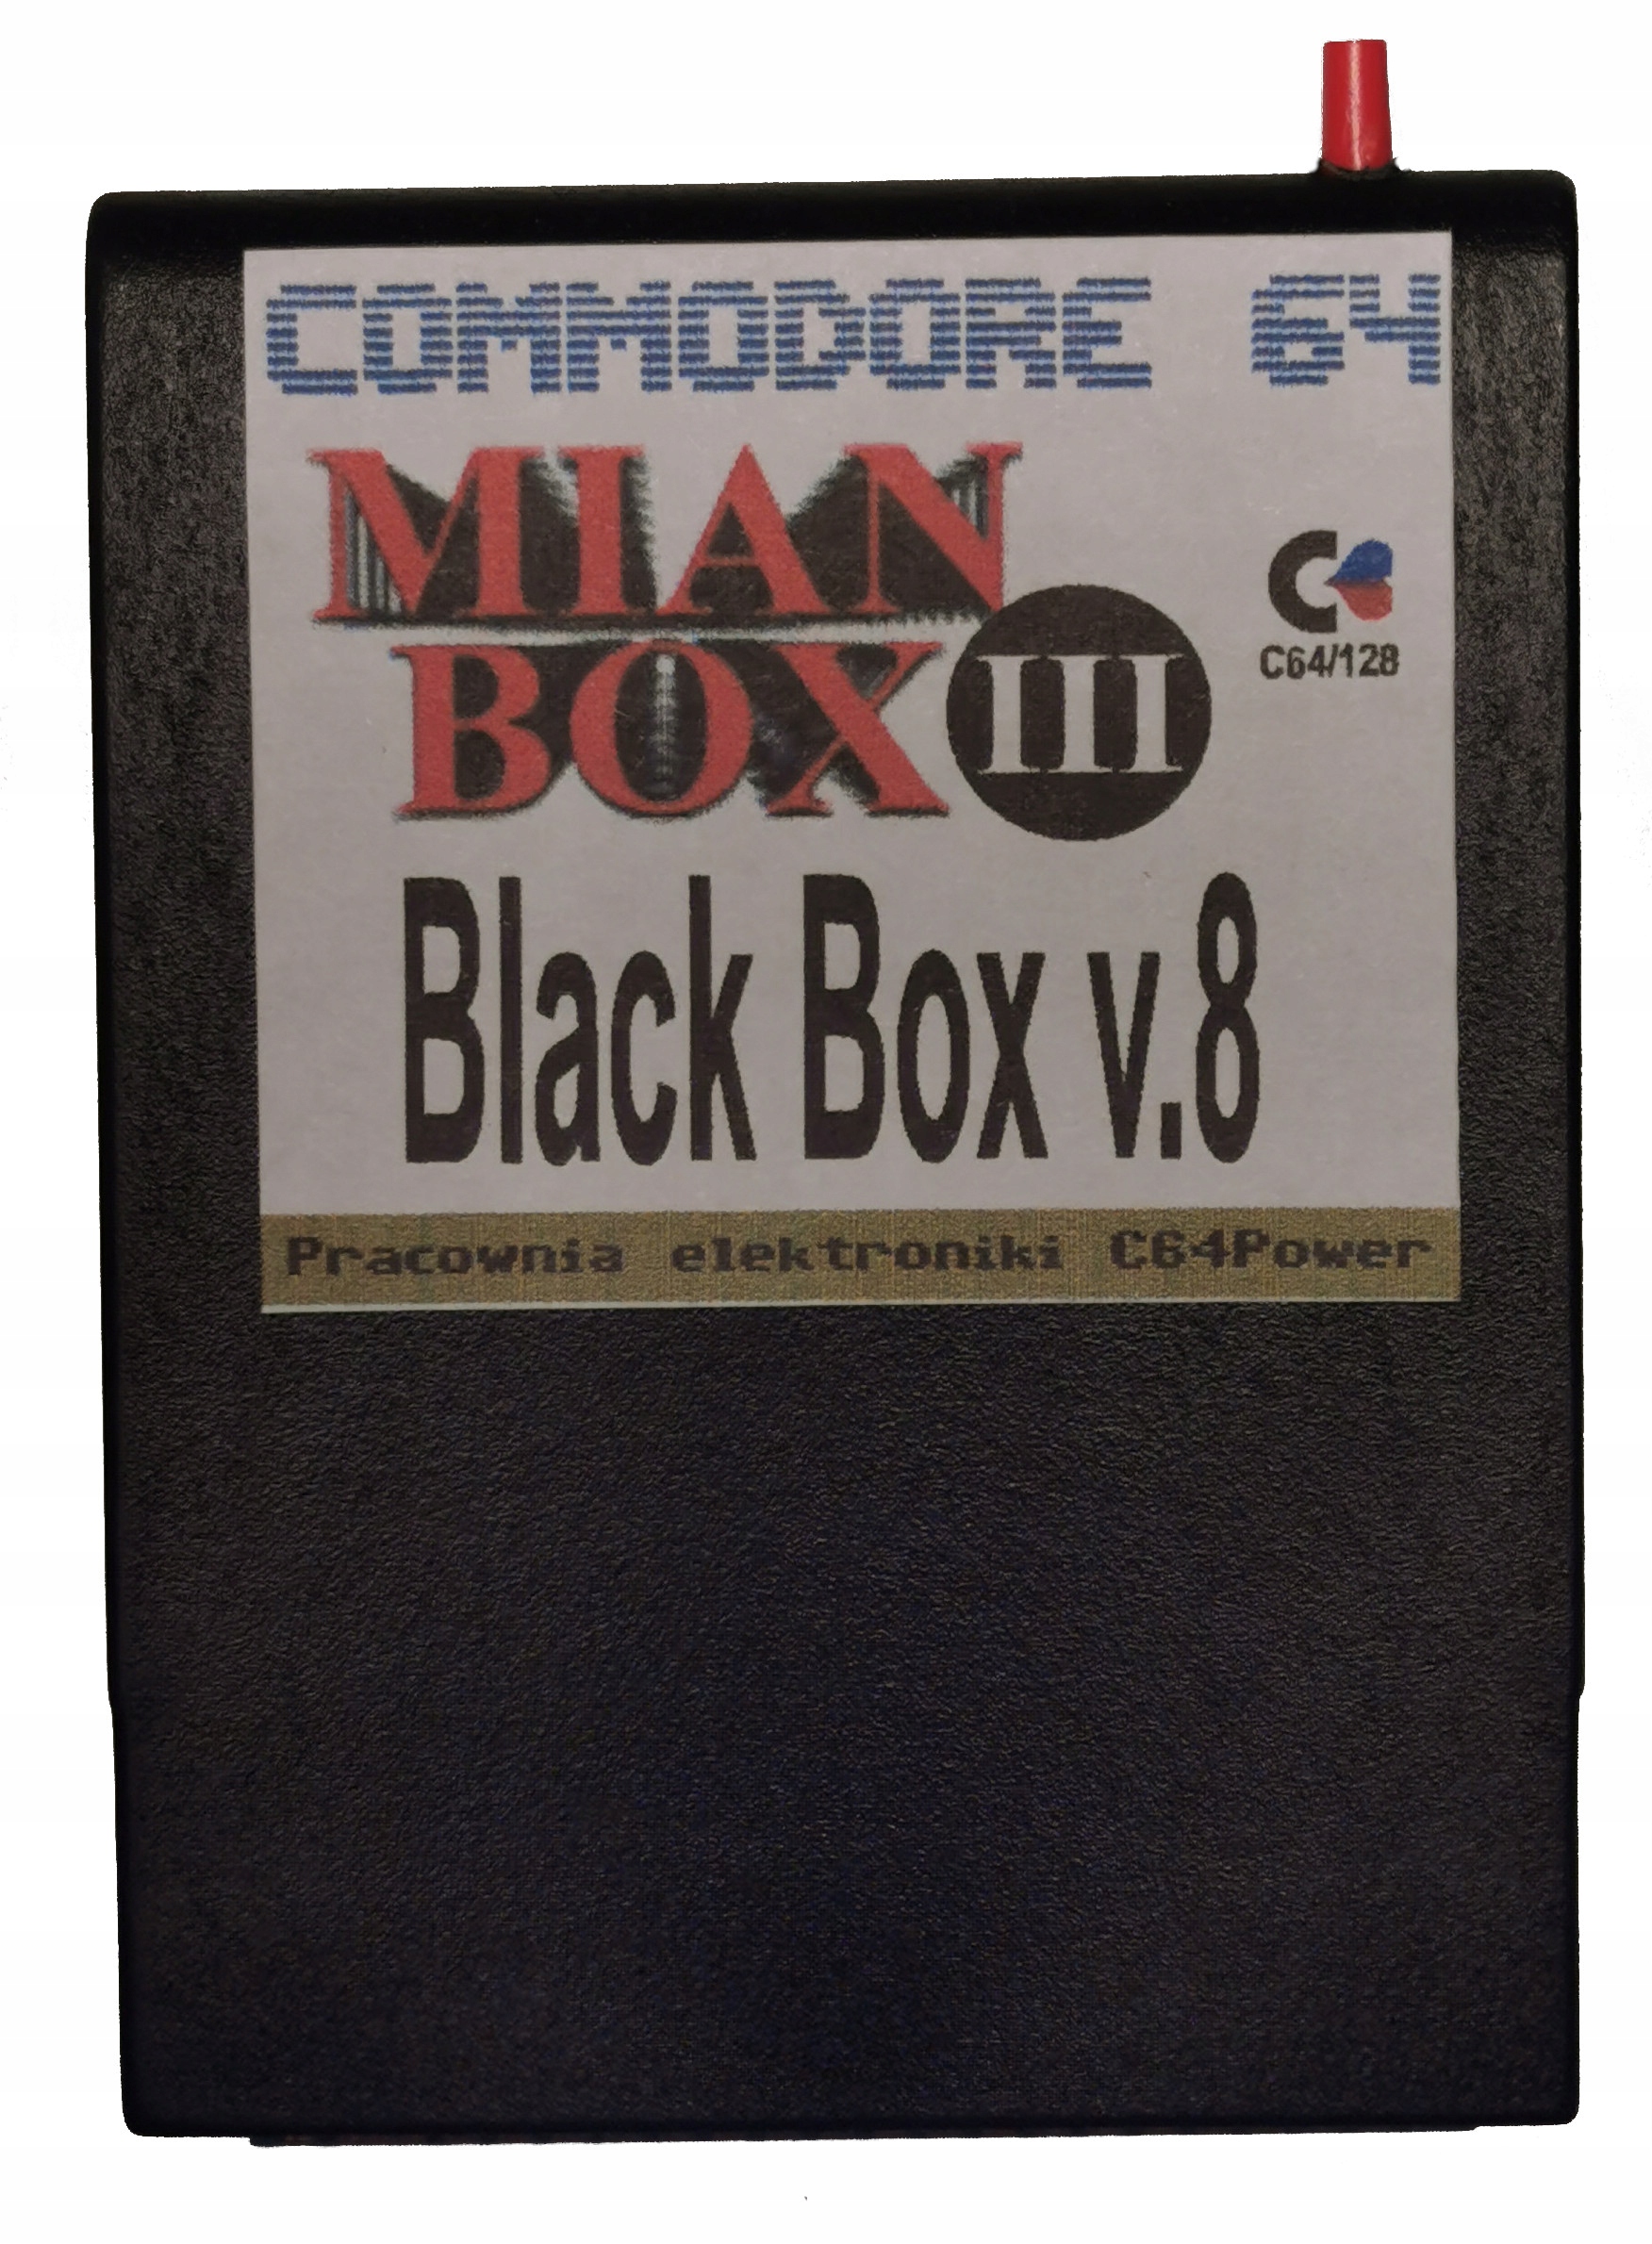 COMMODORE 64
MIAN
BOX III
C64/128
Black Box v.8
Pracownia elektroniki C64Power